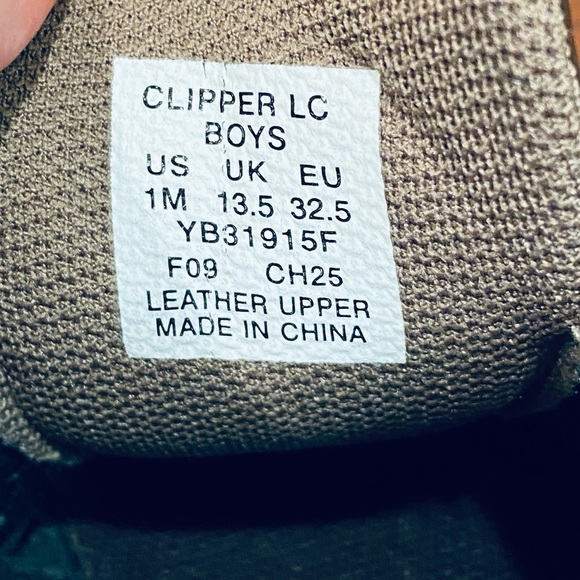 CLIPPER LC
BOYS
US UK EU
1M 13.5 32.5
YB31915F
F09 CH25
LEATHER UPPER
MADE IN CHINA